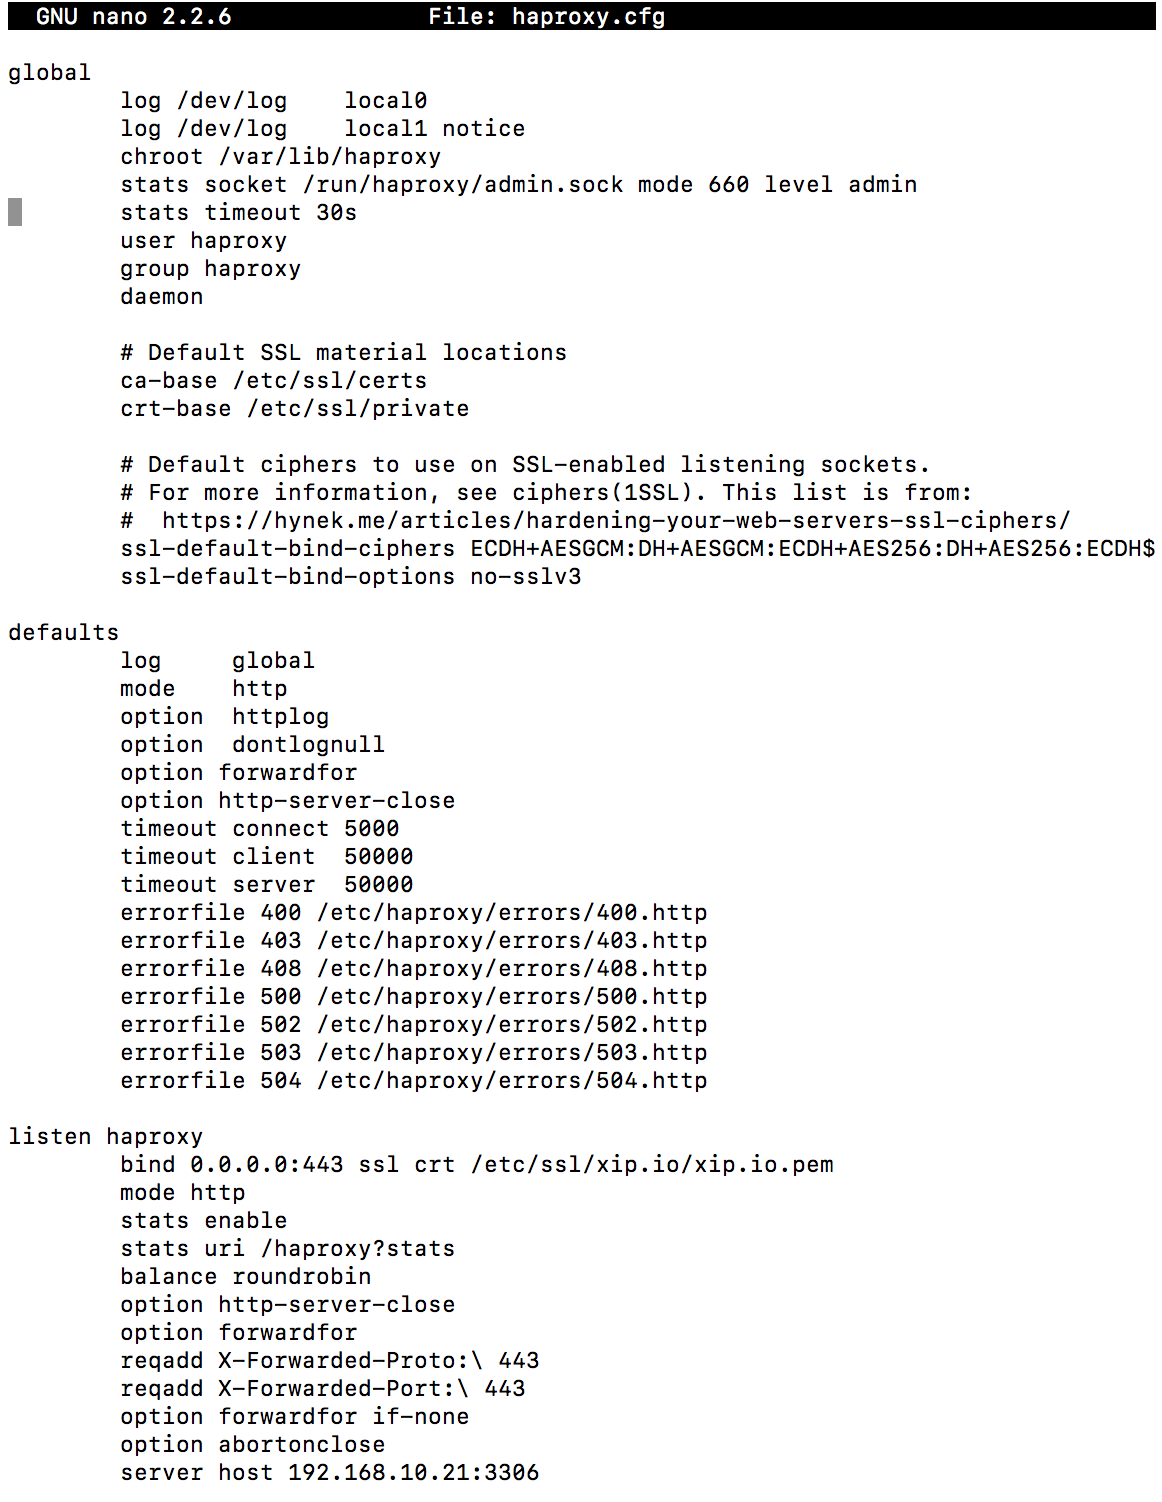 GNU nano 2.2.6 File: haproxy.cfg
global
log /dev/log local0
log /dev/log local1 notice
chroot /var/lib/haproxy
stats socket /run/haproxy/admin.sock mode 660 level admin
stats timeout 30s
user haproxy
group haproxy
daemon
# Default SSL material locations
ca-base /etc/ssl/certs
crt-base /etc/ssl/private
# Default ciphers to use on SSL-enabled listening sockets.
# For more information, see ciphers(1SSL). This list is from:
#  https://hynek.me/articles/hardening-your-web-servers-ssl-ciphers/
ssl-default-bind-ciphers ECDH+AESGCM:DH+AESGCM:ECDH+AES256:DH+AES256:ECDH$
ssl-default-bind-options no-sslv3
defaults
log global
mode http
option httplog
option dontlognull
option forwardfor
option http-server-close
timeout connect 5000
timeout client 50000
timeout server 50000
errorfile 400 /etc/haproxy/errors/400.http
errorfile 403 /etc/haproxy/errors/403.http
errorfile 408 /etc/haproxy/errors/408.http
errorfile 500 /etc/haproxy/errors/500.http
errorfile 502 /etc/haproxy/errors/502.http
errorfile 503 /etc/haproxy/errors/503.http
errorfile 504 /etc/haproxy/errors/504.http
listen haproxy
bind 0.0.0.0:443 ssl crt /etc/ssl/xip.io/xip.io.pem
mode http
stats enable
stats uri /haproxy?stats
balance roundrobin
option http-server-close
option forwardfor
reqadd X-Forwarded-Proto:\ 443
reqadd X-Forwarded-Port:\ 443
option forwardfor if-none
option abortonclose
server host 192.168.10.21:3306